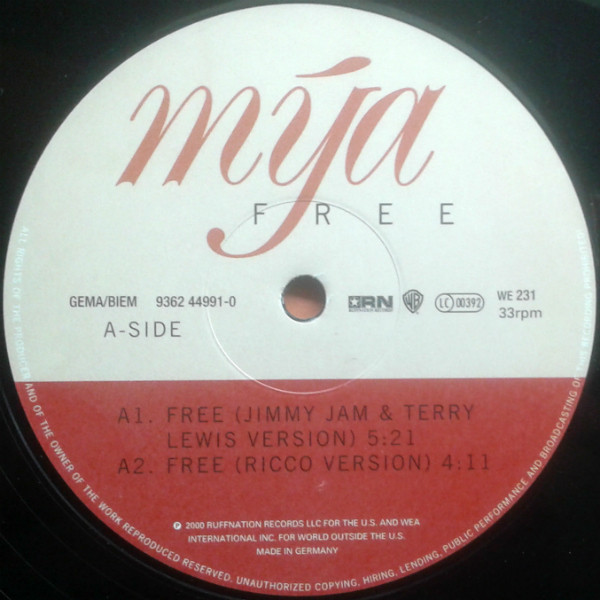 mýa
FREE
GEMA/BIEM 9362 44991-0
RN
WB
LC 00392
WE 231
A-SIDE
33rpm
A1. FREE (JIMMY JAM & TERRY
LEWIS VERSION) 5:21
A2. FREE (RICCO VERSION) 4:11
℗ 2000 RUFFNATION RECORDS LLC FOR THE U.S. AND WEA
INTERNATIONAL INC. FOR WORLD OUTSIDE THE U.S.
MADE IN GERMANY
ALL RIGHTS OF THE PRODUCER AND OF THE OWNER OF THE WORK REPRODUCED RESERVED. UNAUTHORIZED COPYING, HIRING, LENDING, PUBLIC PERFORMANCE AND BROADCASTING OF THIS RECORDING PROHIBITED